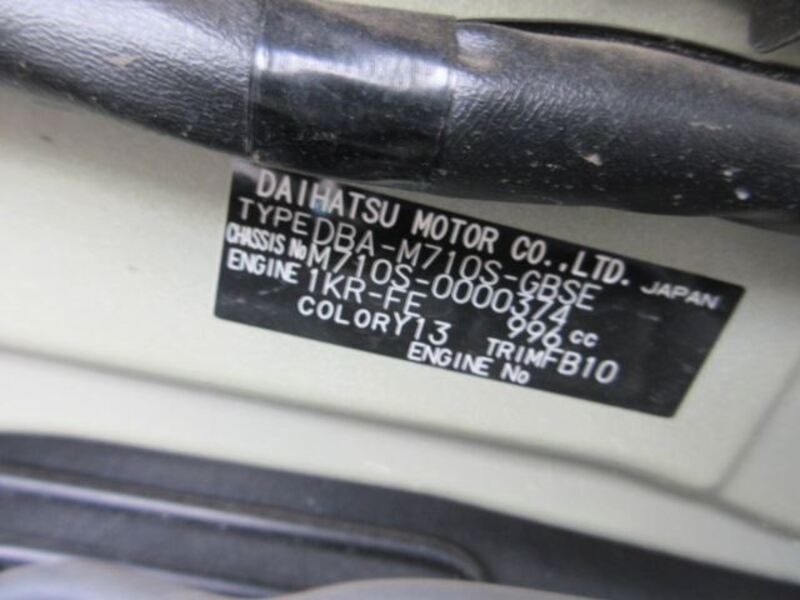 DAIHATSU MOTOR CO.,LTD. JAPAN
TYPE DBA-M710S-GBSE
CHASSIS No M710S-0000374
ENGINE 1KR-FE 996 cc
COLOR Y13 TRIM FB10
ENGINE No